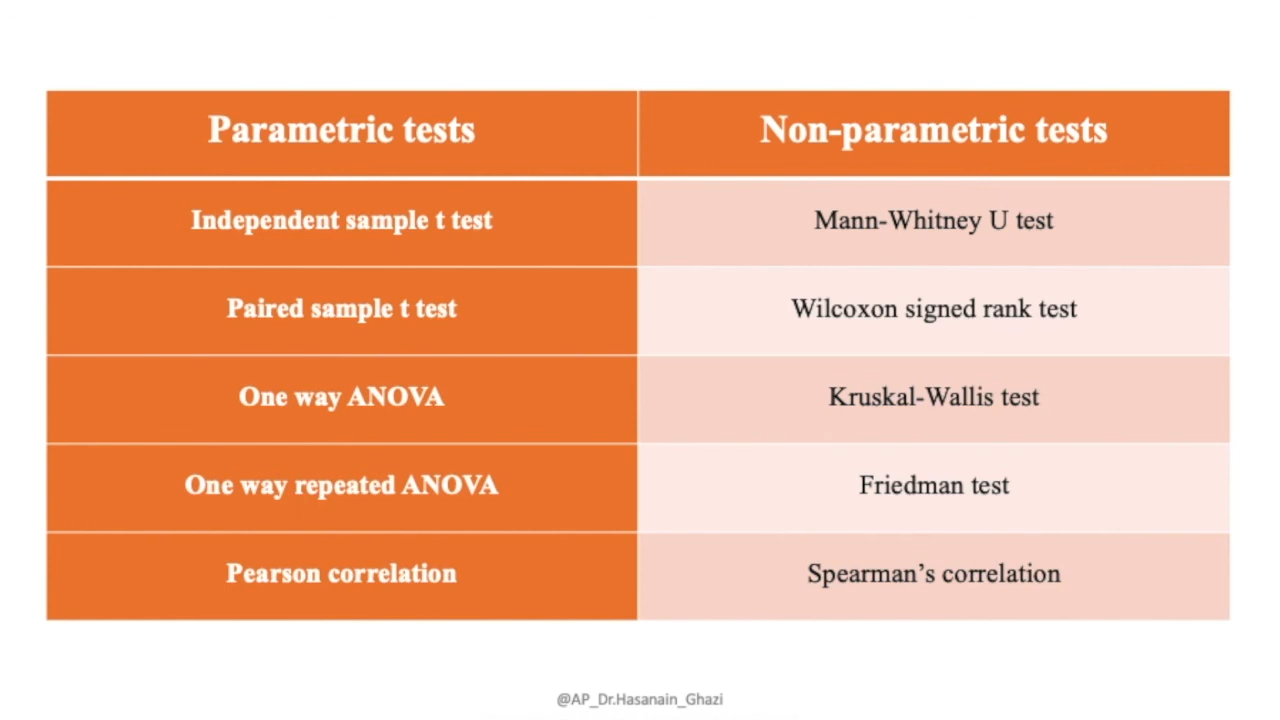 Parametric tests
Non-parametric tests
Independent sample t test
Mann-Whitney U test
Paired sample t test
Wilcoxon signed rank test
One way ANOVA
Kruskal-Wallis test
One way repeated ANOVA
Friedman test
Pearson correlation
Spearman’s correlation
@AP_Dr.Hasanain_Ghazi